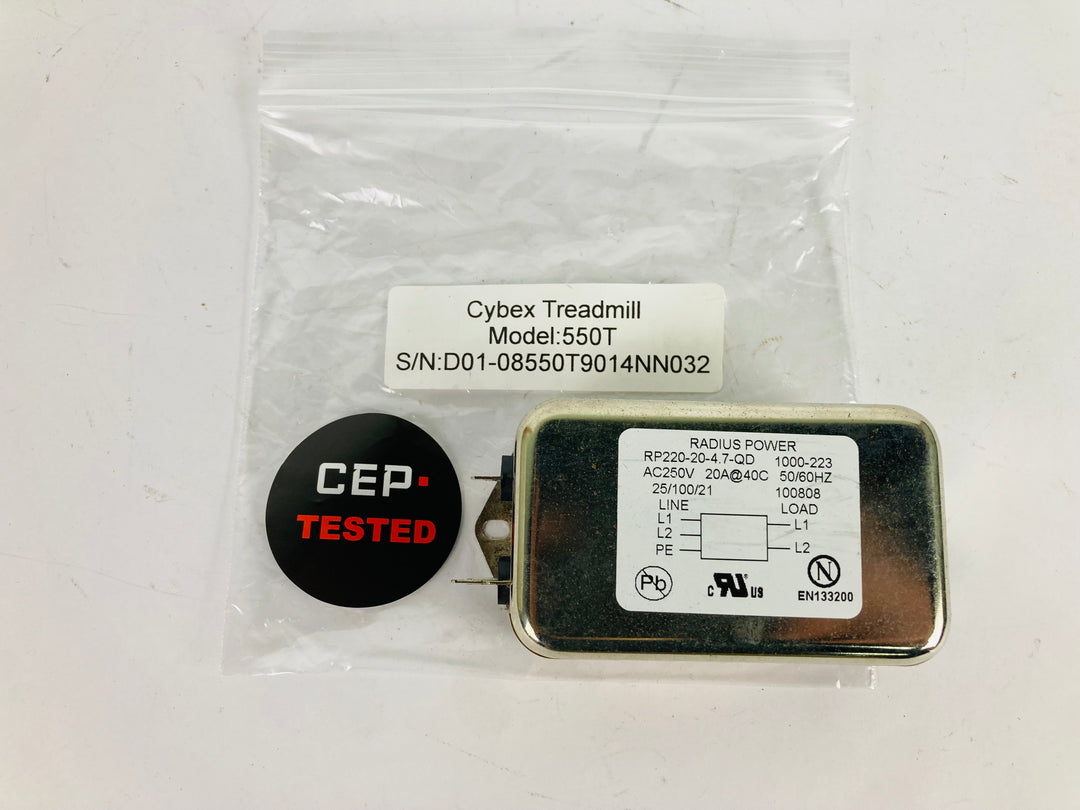 Cybex Treadmill
Model:550T
S/N:D01-08550T9014NN032
CEP
TESTED
RADIUS POWER
RP220-20-4.7-QD 1000-223
AC250V 20A@40C 50/60HZ
25/100/21 100808
LINE LOAD
L1 L1
L2
PE L2
Pb
c RU US
N
EN133200